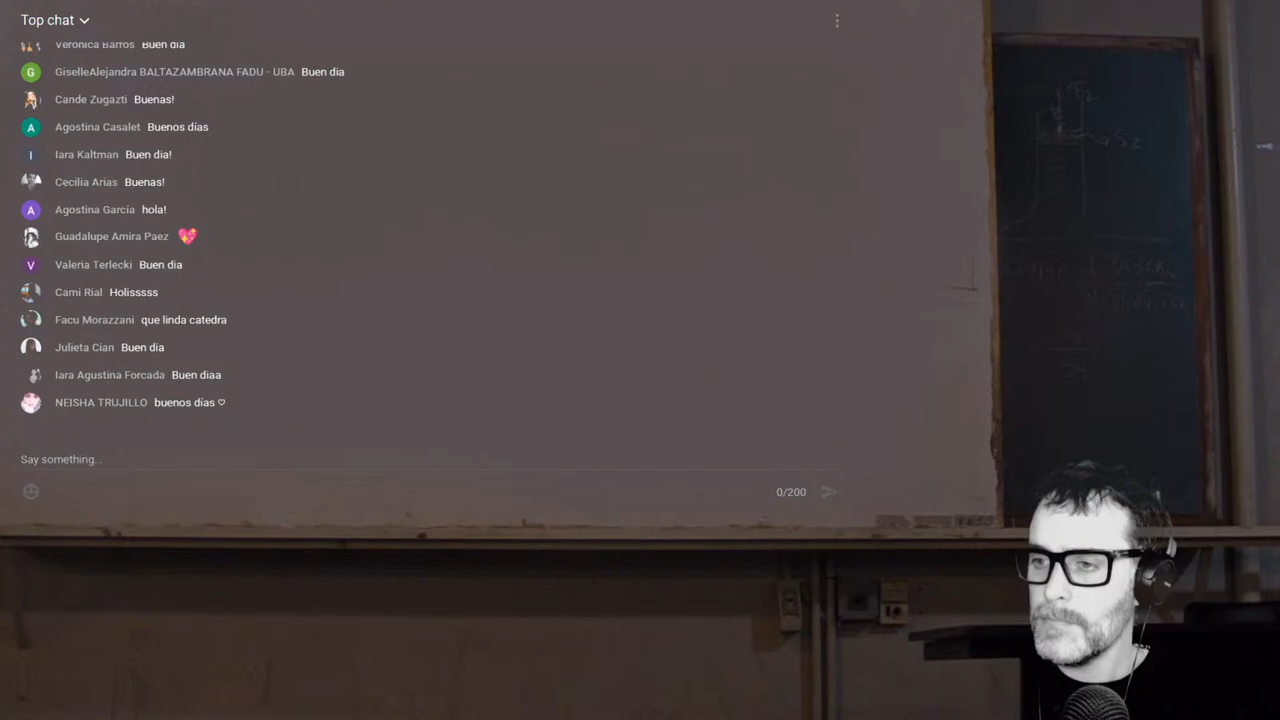 Top chat
Veronica Barros Buen dia
G GiselleAlejandra BALTAZAMBRANA FADU - UBA Buen dia
Cande Zugazti Buenas!
A Agostina Casalet Buenos días
I Iara Kaltman Buen dia!
Cecilia Arias Buenas!
A Agostina García hola!
Guadalupe Amira Paez 💖
V Valeria Terlecki Buen dia
Cami Rial Holisssss
Facu Morazzani que linda catedra
Julieta Cian Buen dia
Iara Agustina Forcada Buen diaa
NEISHA TRUJILLO buenos días ♡
Say something...
0/200